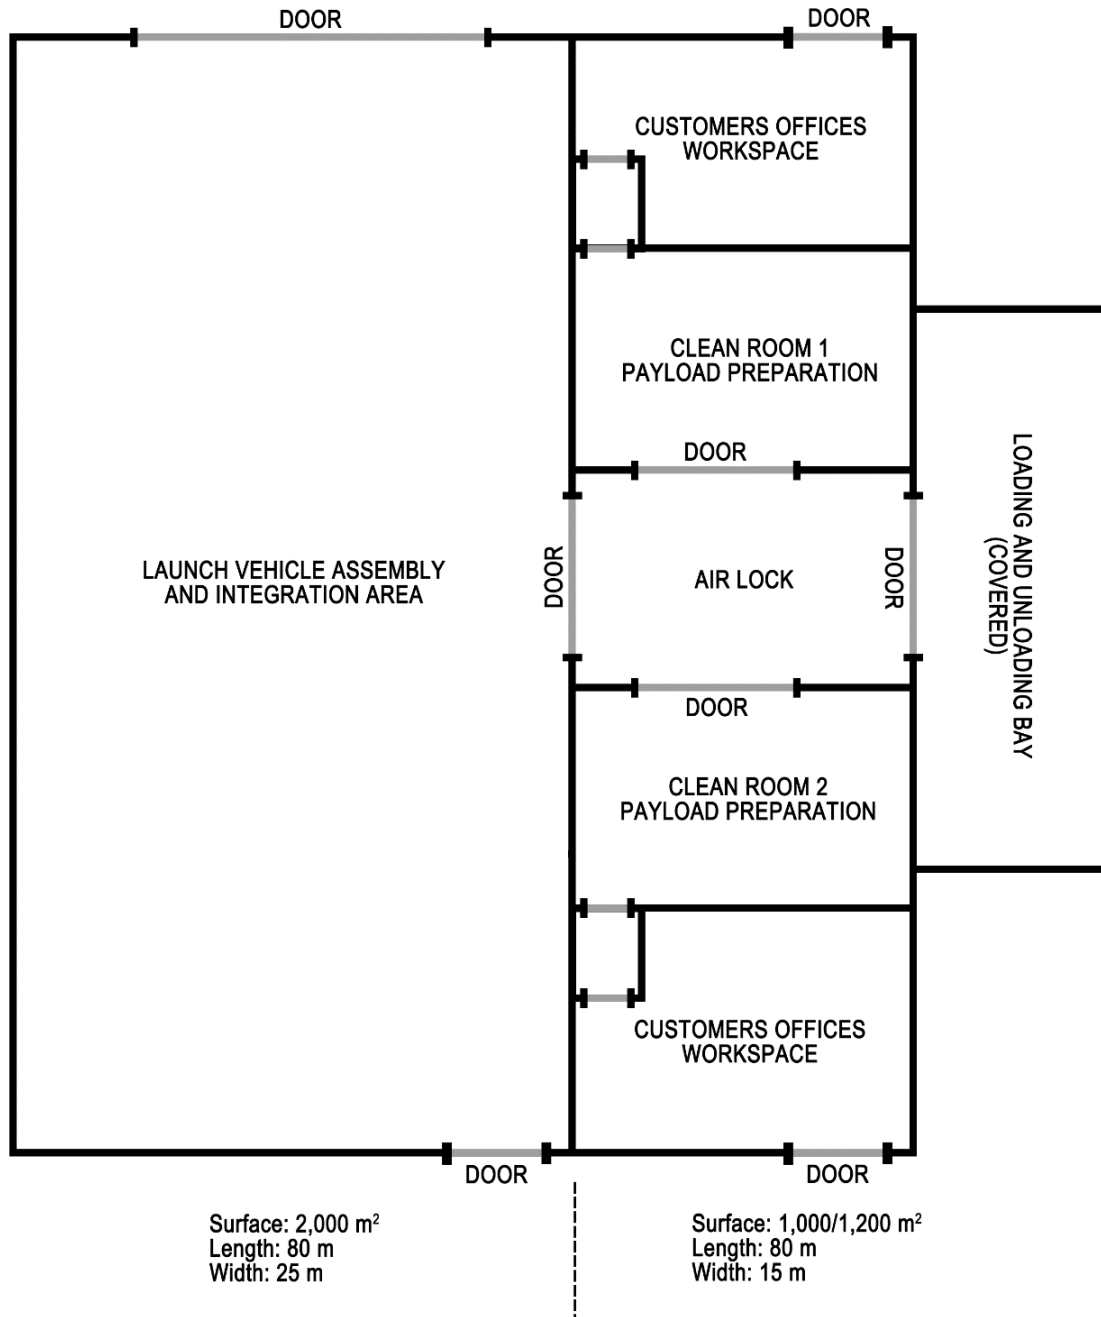 DOOR
DOOR
CUSTOMERS OFFICES
WORKSPACE
CLEAN ROOM 1
PAYLOAD PREPARATION
DOOR
LAUNCH VEHICLE ASSEMBLY
AND INTEGRATION AREA
DOOR
AIR LOCK
DOOR
LOADING AND UNLOADING BAY
(COVERED)
DOOR
CLEAN ROOM 2
PAYLOAD PREPARATION
CUSTOMERS OFFICES
WORKSPACE
DOOR
DOOR
Surface: 2,000 m²
Length: 80 m
Width: 25 m
Surface: 1,000/1,200 m²
Length: 80 m
Width: 15 m